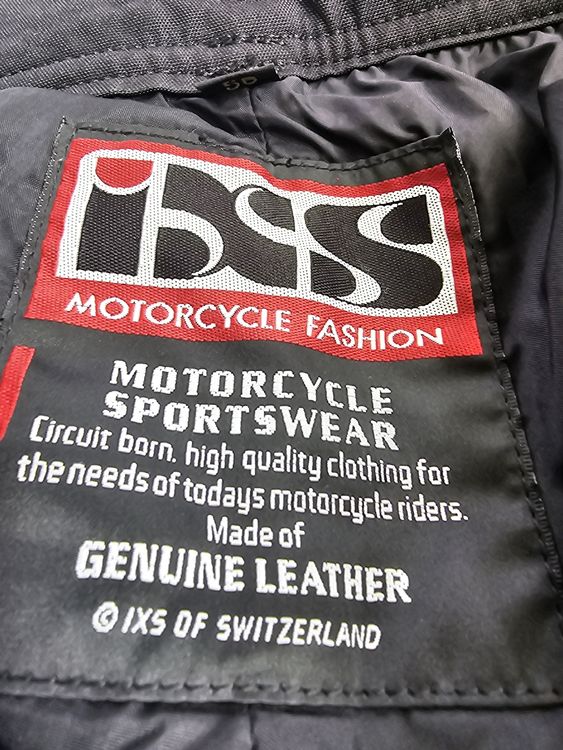 ixs
MOTORCYCLE FASHION
MOTORCYCLE
SPORTSWEAR
Circuit born. high quality clothing for
the needs of todays motorcycle riders.
Made of
GENUINE LEATHER
© IXS OF SWITZERLAND